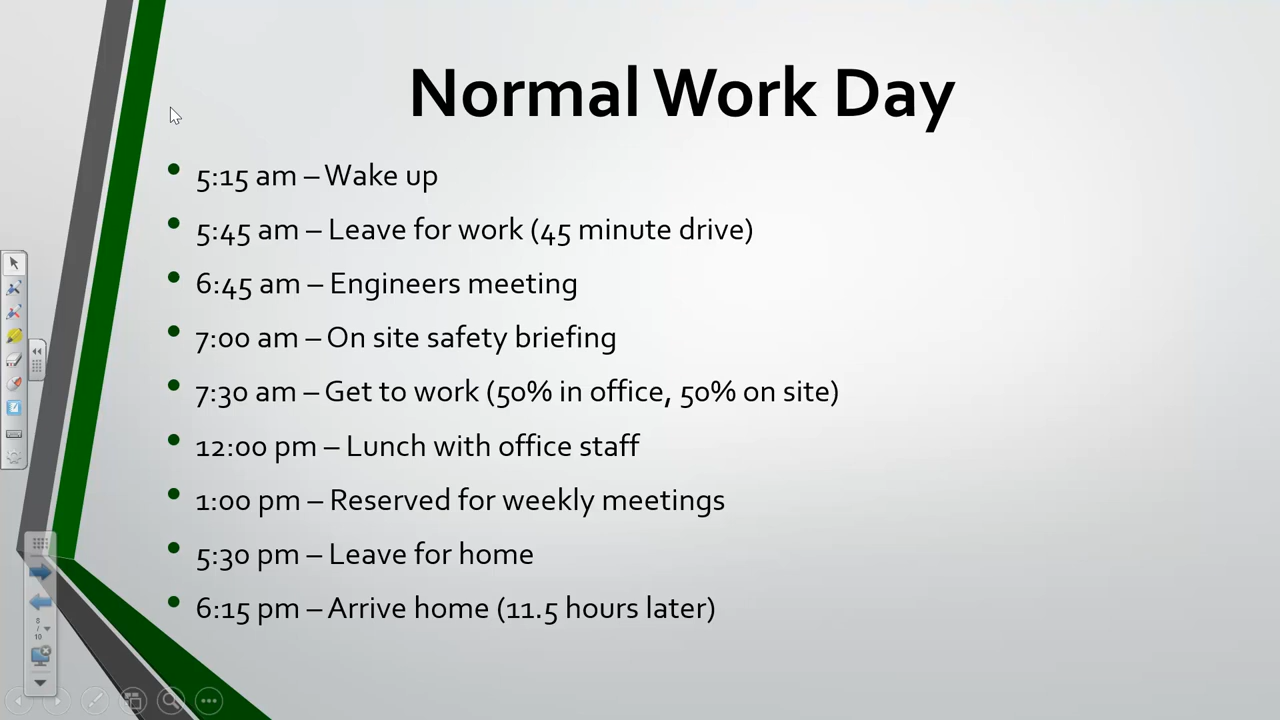 Normal Work Day
• 5:15 am – Wake up
• 5:45 am – Leave for work (45 minute drive)
• 6:45 am – Engineers meeting
• 7:00 am – On site safety briefing
• 7:30 am – Get to work (50% in office, 50% on site)
• 12:00 pm – Lunch with office staff
• 1:00 pm – Reserved for weekly meetings
• 5:30 pm – Leave for home
• 6:15 pm – Arrive home (11.5 hours later)
8
/
10